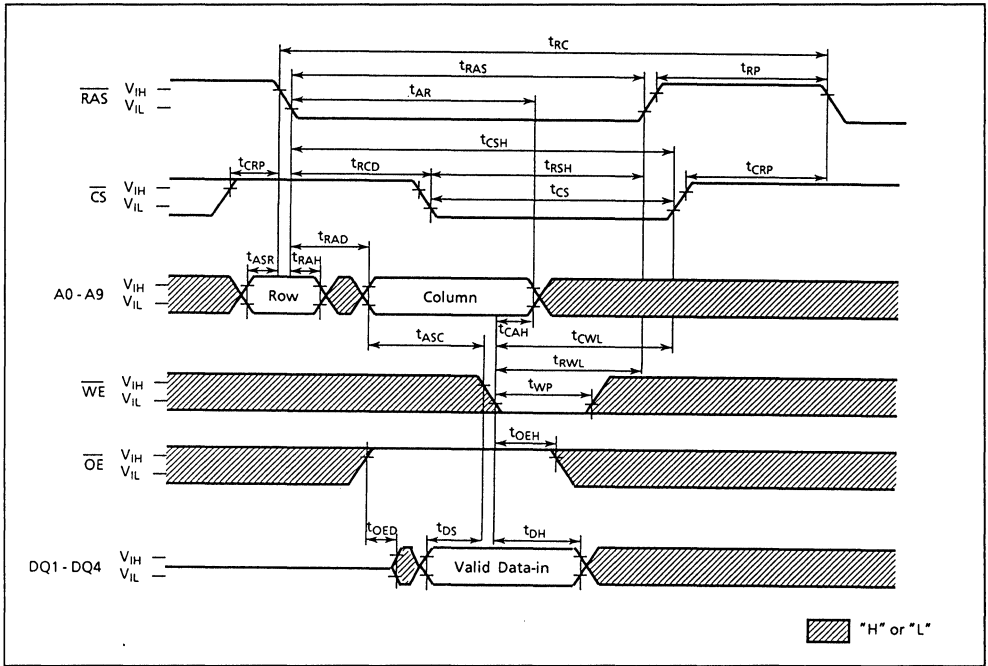 tRC
tRAS
tRP
RAS
VIH
VIL
tAR
tCSH
tCRP
tRCD
tRSH
tCRP
CS
VIH
VIL
tCS
tRAD
tASR
tRAH
A0 - A9
VIH
VIL
Row
Column
tCAH
tASC
tCWL
tRWL
WE
VIH
VIL
tWP
tOEH
OE
VIH
VIL
tOED
tDS
tDH
DQ1 - DQ4
VIH
VIL
Valid Data-in
"H" or "L"